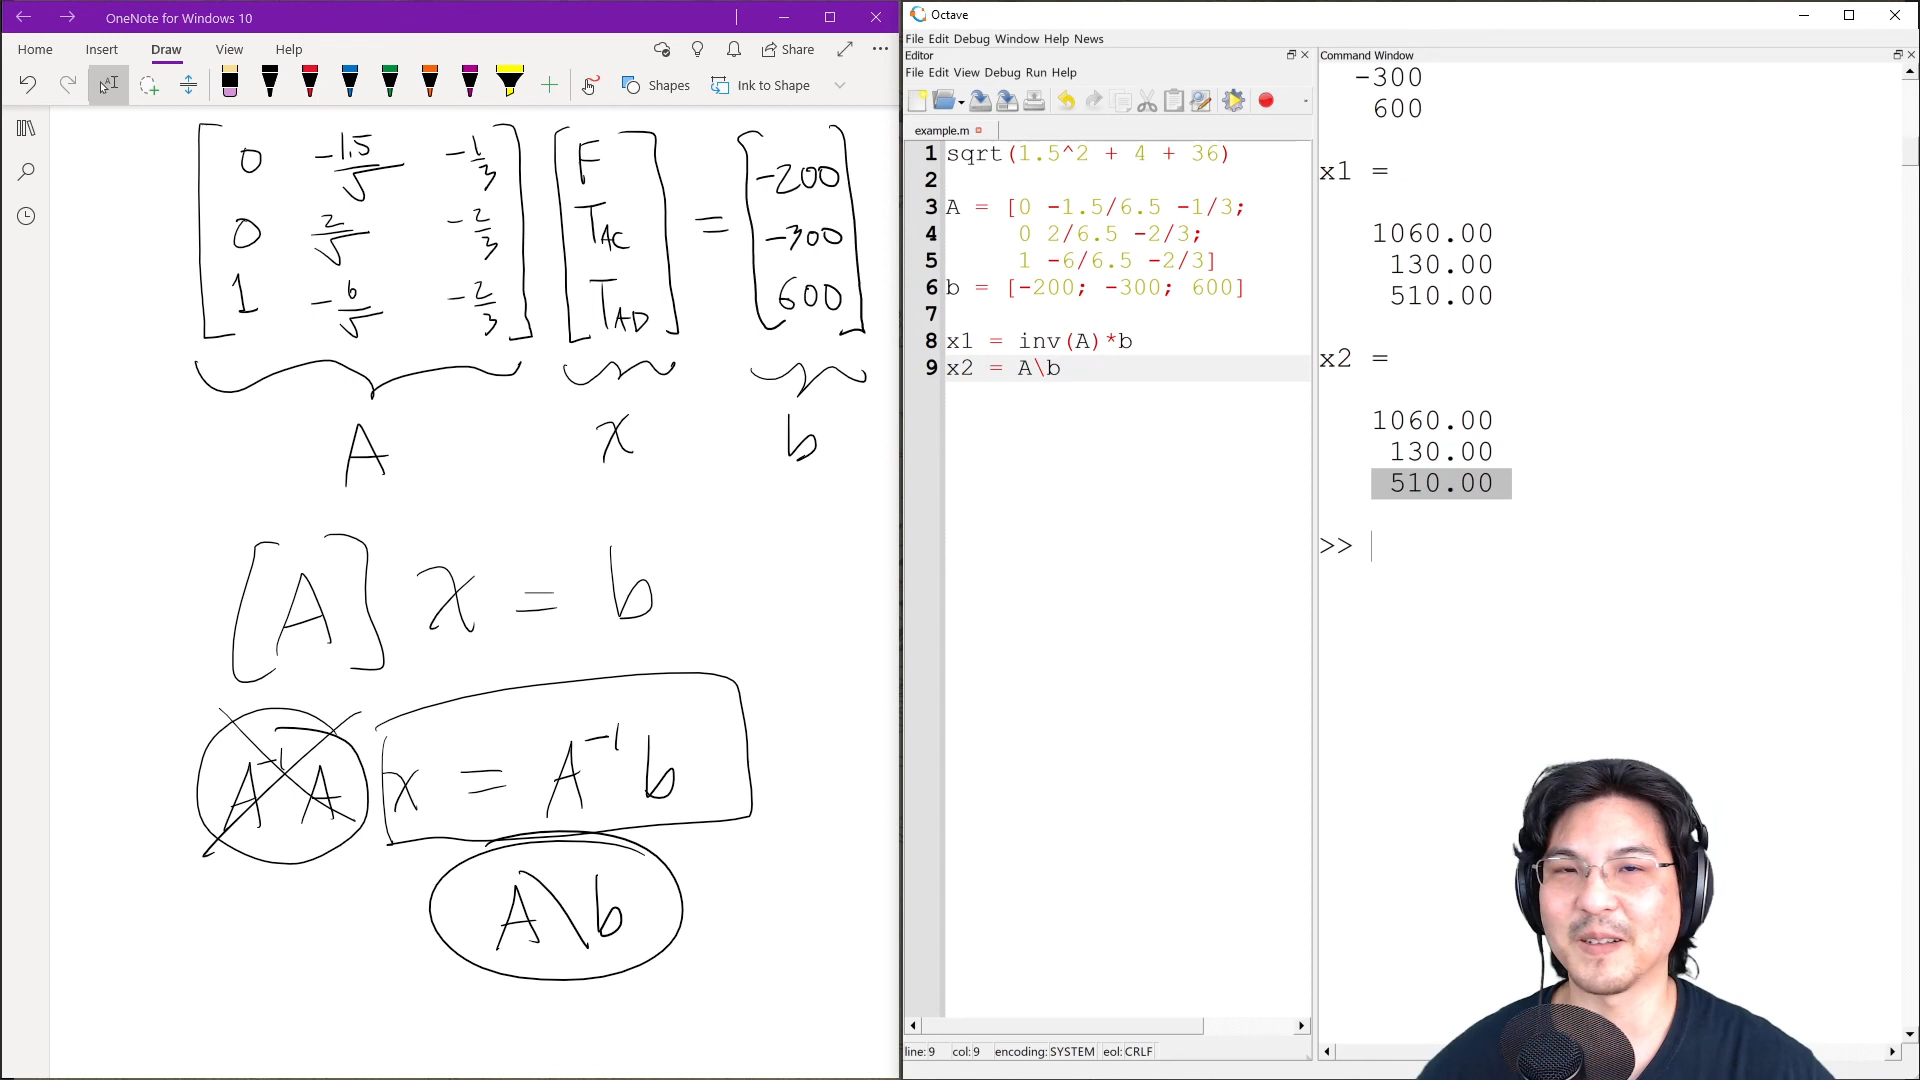 OneNote for Windows 10
Home Insert Draw View Help
Share
Shapes
Ink to Shape
0 -1.5/√ -1/3
0 2/√ -2/3
1 -6/√ -2/3
F
T_AC
T_AD
=
-200
-300
600
A x b
[A] x = b
A⁻¹A x = A⁻¹b
A\b
Octave
File Edit Debug Window Help News
Editor
File Edit View Debug Run Help
example.m
1 sqrt(1.5^2 + 4 + 36)
2
3 A = [0 -1.5/6.5 -1/3;
4 0 2/6.5 -2/3;
5 1 -6/6.5 -2/3]
6 b = [-200; -300; 600]
7
8 x1 = inv(A)*b
9 x2 = A\b
line: 9 col: 9 encoding: SYSTEM eol: CRLF
Command Window
-300
600
x1 =
1060.00
130.00
510.00
x2 =
1060.00
130.00
510.00
>>